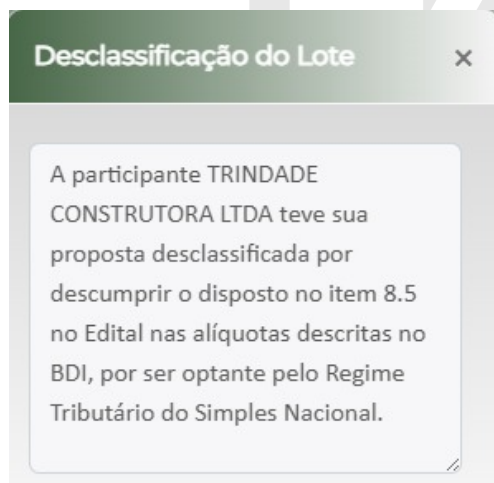 Desclassificação do Lote ×
A participante TRINDADE
CONSTRUTORA LTDA teve sua
proposta desclassificada por
descumprir o disposto no item 8.5
no Edital nas alíquotas descritas no
BDI, por ser optante pelo Regime
Tributário do Simples Nacional.